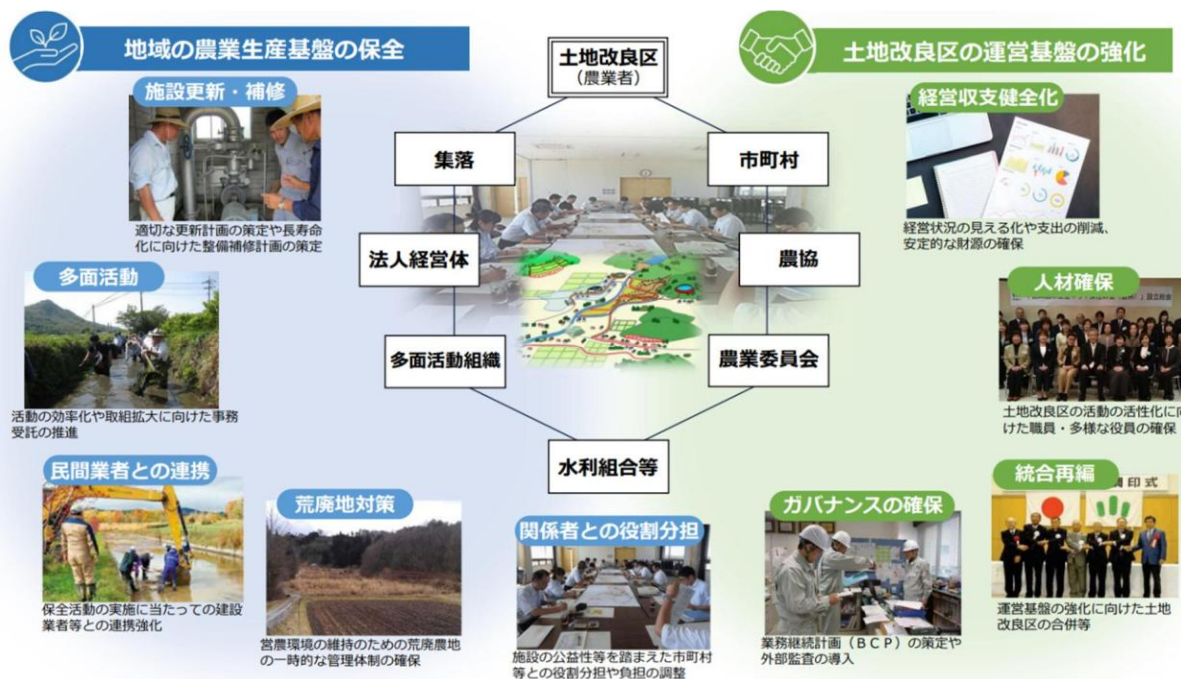 地域の農業生産基盤の保全
土地改良区
（農業者）
土地改良区の運営基盤の強化
施設更新・補修
適切な更新計画の策定や長寿命
化に向けた整備補修計画の策定
多面活動
活動の効率化や取組拡大に向けた事務
受託の推進
民間業者との連携
保全活動の実施に当たっての建設
業者等との連携強化
荒廃地対策
営農環境の維持のための荒廃農地
の一時的な管理体制の確保
集落
法人経営体
多面活動組織
市町村
農協
農業委員会
水利組合等
関係者との役割分担
施設の公益性等を踏まえた市町村
等との役割分担や負担の調整
経営収支健全化
経営状況の見える化や支出の削減、
安定的な財源の確保
人材確保
設立総会
土地改良区の活動の活性化に向
けた職員・多様な役員の確保
ガバナンスの確保
業務継続計画（ＢＣＰ）の策定や
外部監査の導入
統合再編
調印式
運営基盤の強化に向けた土地
改良区の合併等